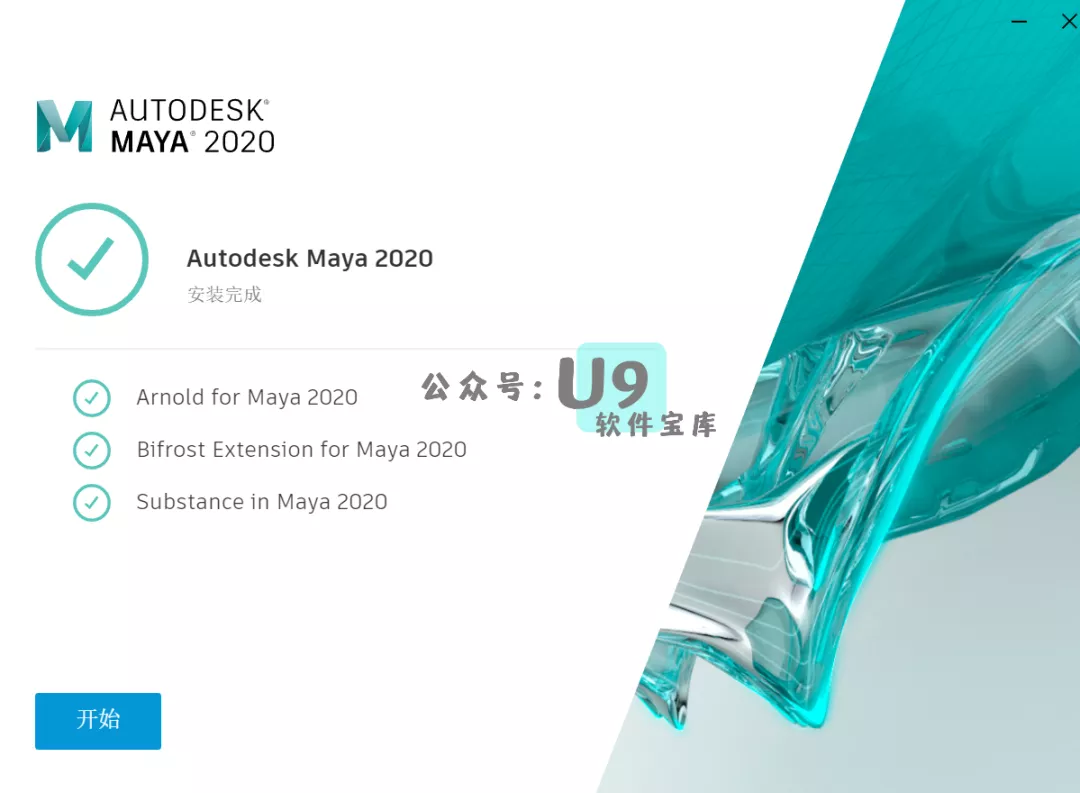 AUTODESK®
MAYA® 2020
Autodesk Maya 2020
安装完成
公众号:U9
软件宝库
Arnold for Maya 2020
Bifrost Extension for Maya 2020
Substance in Maya 2020
开始